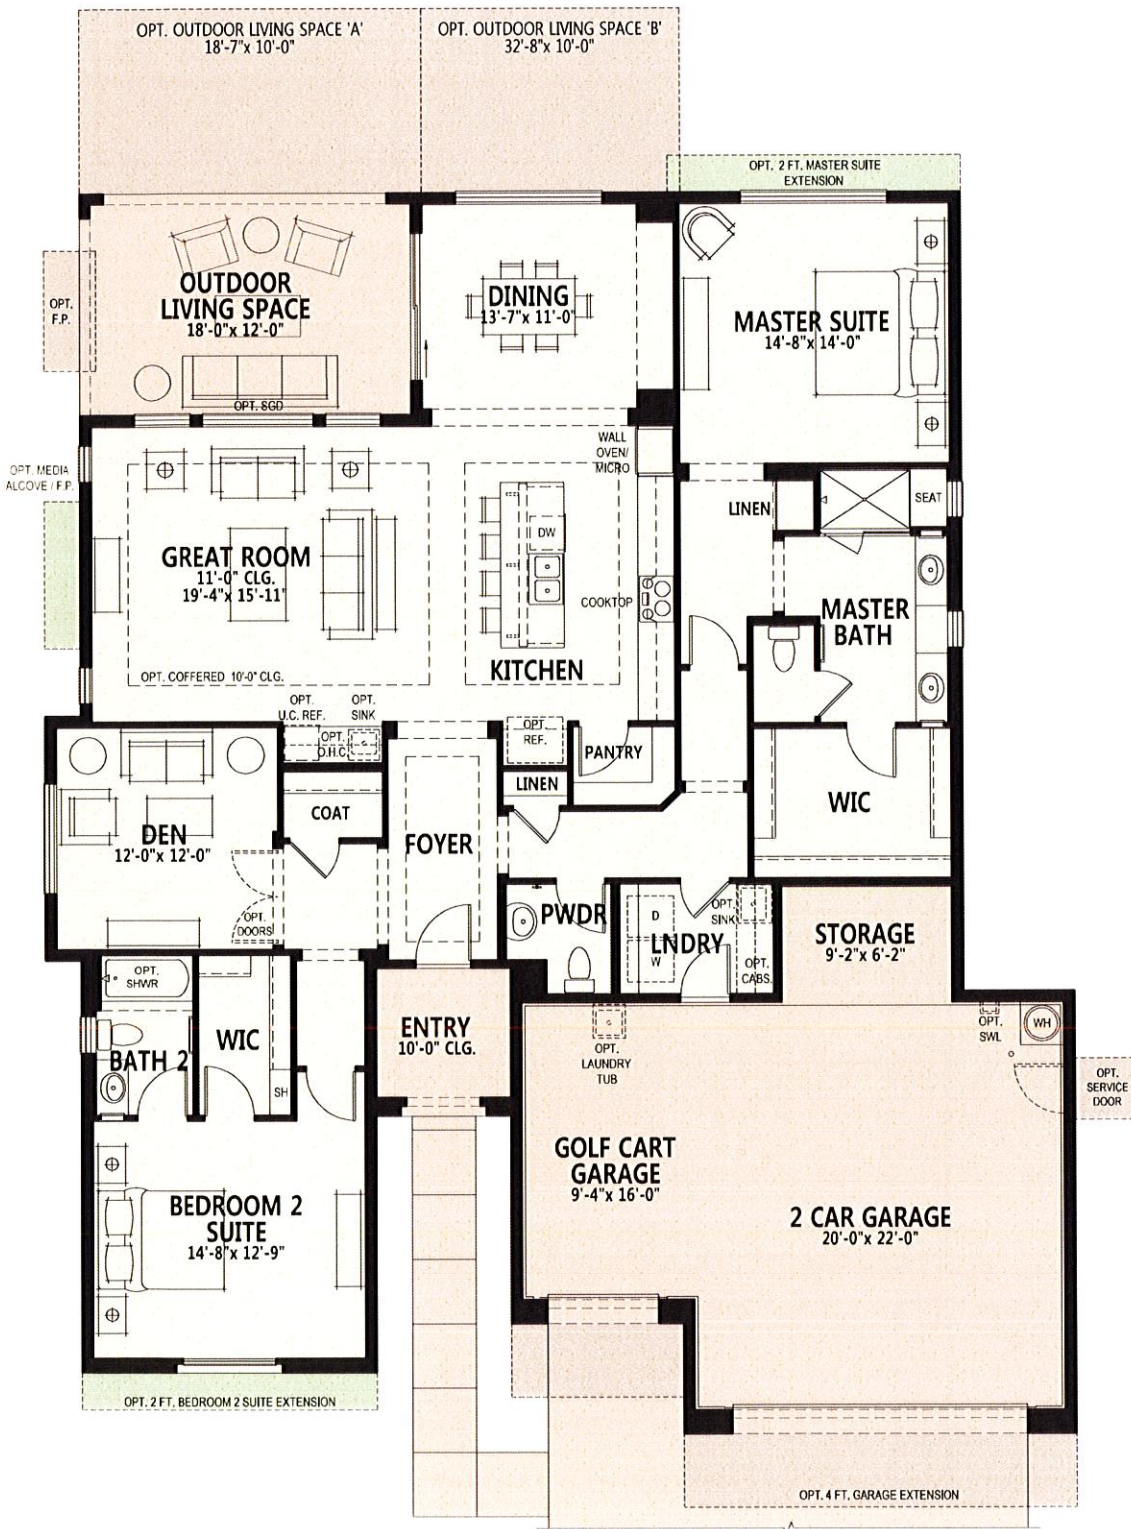 OPT. OUTDOOR LIVING SPACE 'A'
18'-7"x 10'-0"
OPT. OUTDOOR LIVING SPACE 'B'
32'-8"x 10'-0"
OPT. 2 FT. MASTER SUITE
EXTENSION
OPT.
F.P.
OUTDOOR
LIVING SPACE
18'-0"x 12'-0"
OPT. SGD
DINING
13'-7"x 11'-0"
MASTER SUITE
14'-8"x 14'-0"
OPT. MEDIA
ALCOVE / F.P.
WALL
OVEN/
MICRO
LINEN
SEAT
GREAT ROOM
11'-0" CLG.
19'-4"x 15'-11"
DW
COOKTOP
MASTER
BATH
KITCHEN
OPT. COFFERED 10'-0" CLG.
OPT.
U.C. REF.
OPT.
SINK
OPT.
O.H.C.
OPT.
REF.
PANTRY
LINEN
COAT
WIC
DEN
12'-0"x 12'-0"
FOYER
OPT.
DOORS
PWDR
D
W
LNDRY
OPT.
SINK
OPT.
CABS.
STORAGE
9'-2"x 6'-2"
OPT.
SHWR
BATH 2
WIC
SH
ENTRY
10'-0" CLG.
OPT.
LAUNDRY
TUB
OPT.
SWL
WH
OPT.
SERVICE
DOOR
GOLF CART
GARAGE
9'-4"x 16'-0"
BEDROOM 2
SUITE
14'-8"x 12'-9"
2 CAR GARAGE
20'-0"x 22'-0"
OPT. 2 FT. BEDROOM 2 SUITE EXTENSION
OPT. 4 FT. GARAGE EXTENSION